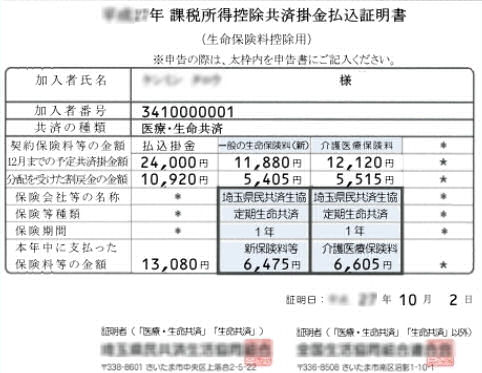 27年 課税所得控除共済掛金払込証明書
(生命保険料控除用)
※申告の際は、太枠内を申告書にご記入ください。
加入者氏名 様
加入者番号 3410000001
共済の種類 医療・生命共済
契約保険料等の金額 払込掛金 一般の生命保険料(新) 介護医療保険料 *
12月までの予定共済掛金額 24,000円 11,880円 12,120円 *
分配を受けた割戻金の金額 10,920円 5,405円 5,515円 *
保険会社等の名称 * 埼玉県民共済生協 埼玉県民共済生協 *
保険等種類 * 定期生命共済 定期生命共済 *
保険期間 * 1年 1年 *
本年中に支払った 新保険料等 介護医療保険料
保険料等の金額 13,080円 6,475円 6,605円 *
証明日: 27年 10月 2日
証明者(「医療・生命共済」「生命共済」) 証明者(「医療・生命共済」「生命共済」以外)
〒338-8601 さいたま市中央区上落合2-5-22 〒336-8508 さいたま市南区沼影1-10-1